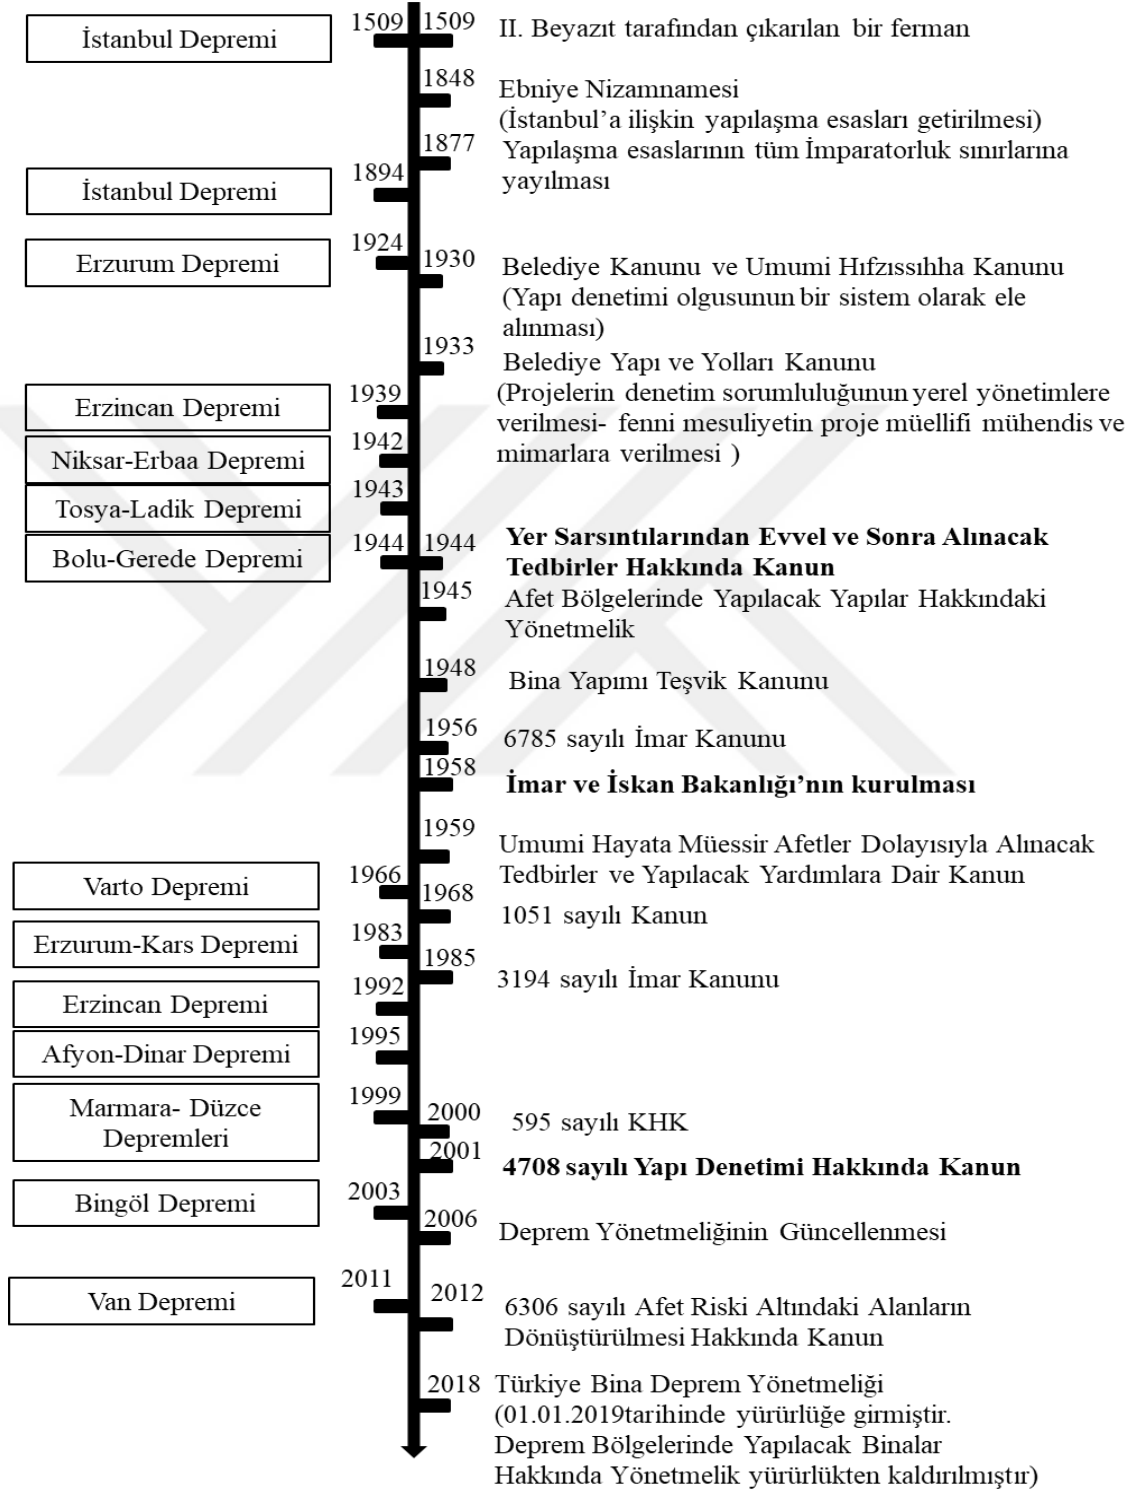 İstanbul Depremi
1509
1509
II. Beyazıt tarafından çıkarılan bir ferman
1848
Ebniye Nizamnamesi
(İstanbul'a ilişkin yapılaşma esasları getirilmesi)
1877
Yapılaşma esaslarının tüm İmparatorluk sınırlarına
yayılması
İstanbul Depremi
1894
Erzurum Depremi
1924
1930
Belediye Kanunu ve Umumi Hıfzıssıhha Kanunu
(Yapı denetimi olgusunun bir sistem olarak ele
alınması)
1933
Belediye Yapı ve Yolları Kanunu
(Projelerin denetim sorumluluğunun yerel yönetimlere
verilmesi- fenni mesuliyetin proje müellifi mühendis ve
mimarlara verilmesi )
Erzincan Depremi
1939
Niksar-Erbaa Depremi
1942
Tosya-Ladik Depremi
1943
Bolu-Gerede Depremi
1944
1944
Yer Sarsıntılarından Evvel ve Sonra Alınacak
Tedbirler Hakkında Kanun
1945
Afet Bölgelerinde Yapılacak Yapılar Hakkındaki
Yönetmelik
1948
Bina Yapımı Teşvik Kanunu
1956
6785 sayılı İmar Kanunu
1958
İmar ve İskan Bakanlığı'nın kurulması
1959
Umumi Hayata Müessir Afetler Dolayısıyla Alınacak
Tedbirler ve Yapılacak Yardımlara Dair Kanun
Varto Depremi
1966
1968
1051 sayılı Kanun
Erzurum-Kars Depremi
1983
1985
3194 sayılı İmar Kanunu
Erzincan Depremi
1992
Afyon-Dinar Depremi
1995
Marmara- Düzce
Depremleri
1999
2000
595 sayılı KHK
2001
4708 sayılı Yapı Denetimi Hakkında Kanun
Bingöl Depremi
2003
2006
Deprem Yönetmeliğinin Güncellenmesi
Van Depremi
2011
2012
6306 sayılı Afet Riski Altındaki Alanların
Dönüştürülmesi Hakkında Kanun
2018
Türkiye Bina Deprem Yönetmeliği
(01.01.2019tarihinde yürürlüğe girmiştir.
Deprem Bölgelerinde Yapılacak Binalar
Hakkında Yönetmelik yürürlükten kaldırılmıştır)